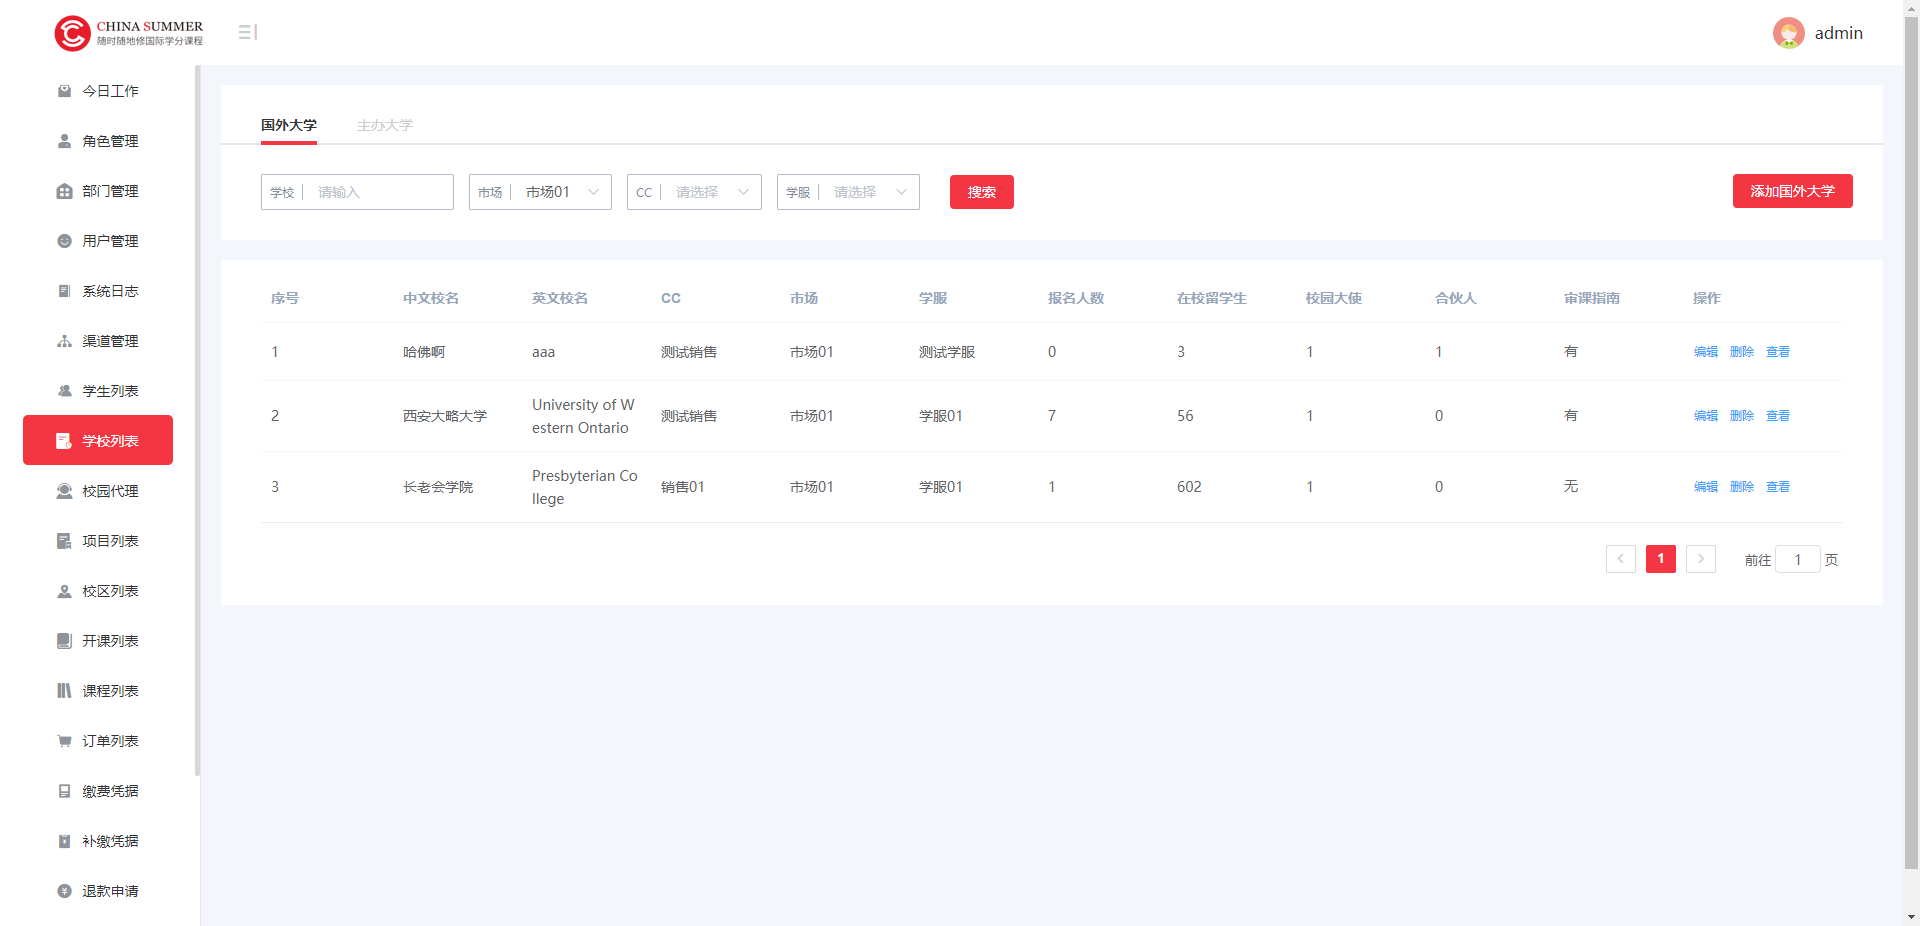 CHINA SUMMER
随时随地修国际学分课程
admin
今日工作
角色管理
部门管理
用户管理
系统日志
渠道管理
学生列表
学校列表
校园代理
项目列表
校区列表
开课列表
课程列表
订单列表
缴费凭据
补缴凭据
退款申请
国外大学 主办大学
学校 请输入 市场 市场01 CC 请选择 学服 请选择 搜索 添加国外大学
序号 中文校名 英文校名 CC 市场 学服 报名人数 在校留学生 校园大使 合伙人 审课指南 操作
1 哈佛啊 aaa 测试销售 市场01 测试学服 0 3 1 1 有 编辑 删除 查看
2 西安大略大学 University of W
estern Ontario 测试销售 市场01 学服01 7 56 1 0 有 编辑 删除 查看
3 长老会学院 Presbyterian Co
llege 销售01 市场01 学服01 1 602 1 0 无 编辑 删除 查看
1 前往 1 页